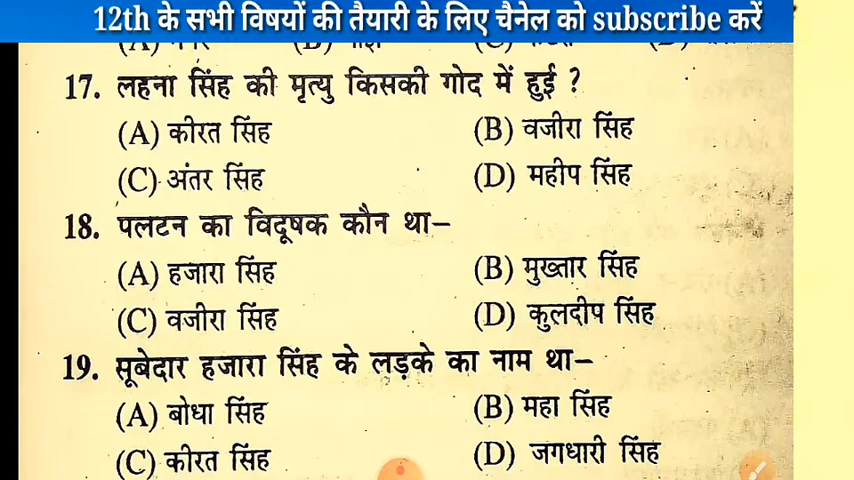 12th के सभी विषयों की तैयारी के लिए चैनेल को subscribe करें
17. लहना सिंह की मृत्यु किसकी गोद में हुई ?
(A) कीरत सिंह (B) वजीरा सिंह
(C) अंतर सिंह (D) महीप सिंह
18. पलटन का विदूषक कौन था–
(A) हजारा सिंह (B) मुख्तार सिंह
(C) वजीरा सिंह (D) कुलदीप सिंह
19. सूबेदार हजारा सिंह के लड़के का नाम था–
(A) बोधा सिंह (B) महा सिंह
(C) कीरत सिंह (D) जगधारी सिंह